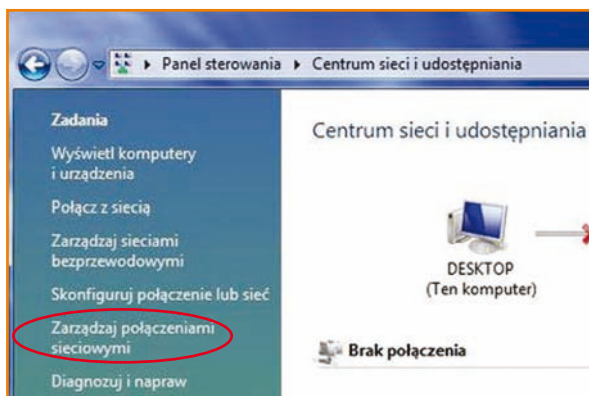 Panel sterowania ▸ Centrum sieci i udostępniania
Zadania
Wyświetl komputery
i urządzenia
Połącz z siecią
Zarządzaj sieciami
bezprzewodowymi
Skonfiguruj połączenie lub sieć
Zarządzaj połączeniami
sieciowymi
Diagnozuj i napraw
Centrum sieci i udostępniania
DESKTOP
(Ten komputer)
Brak połączenia